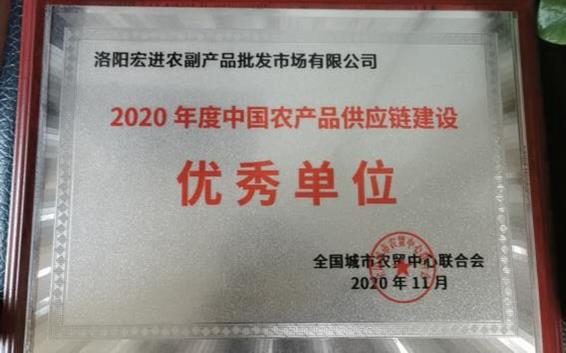 洛阳宏进农副产品批发市场有限公司
2020 年度中国农产品供应链建设
优秀单位
全国城市农贸中心联合会
2020 年 11 月